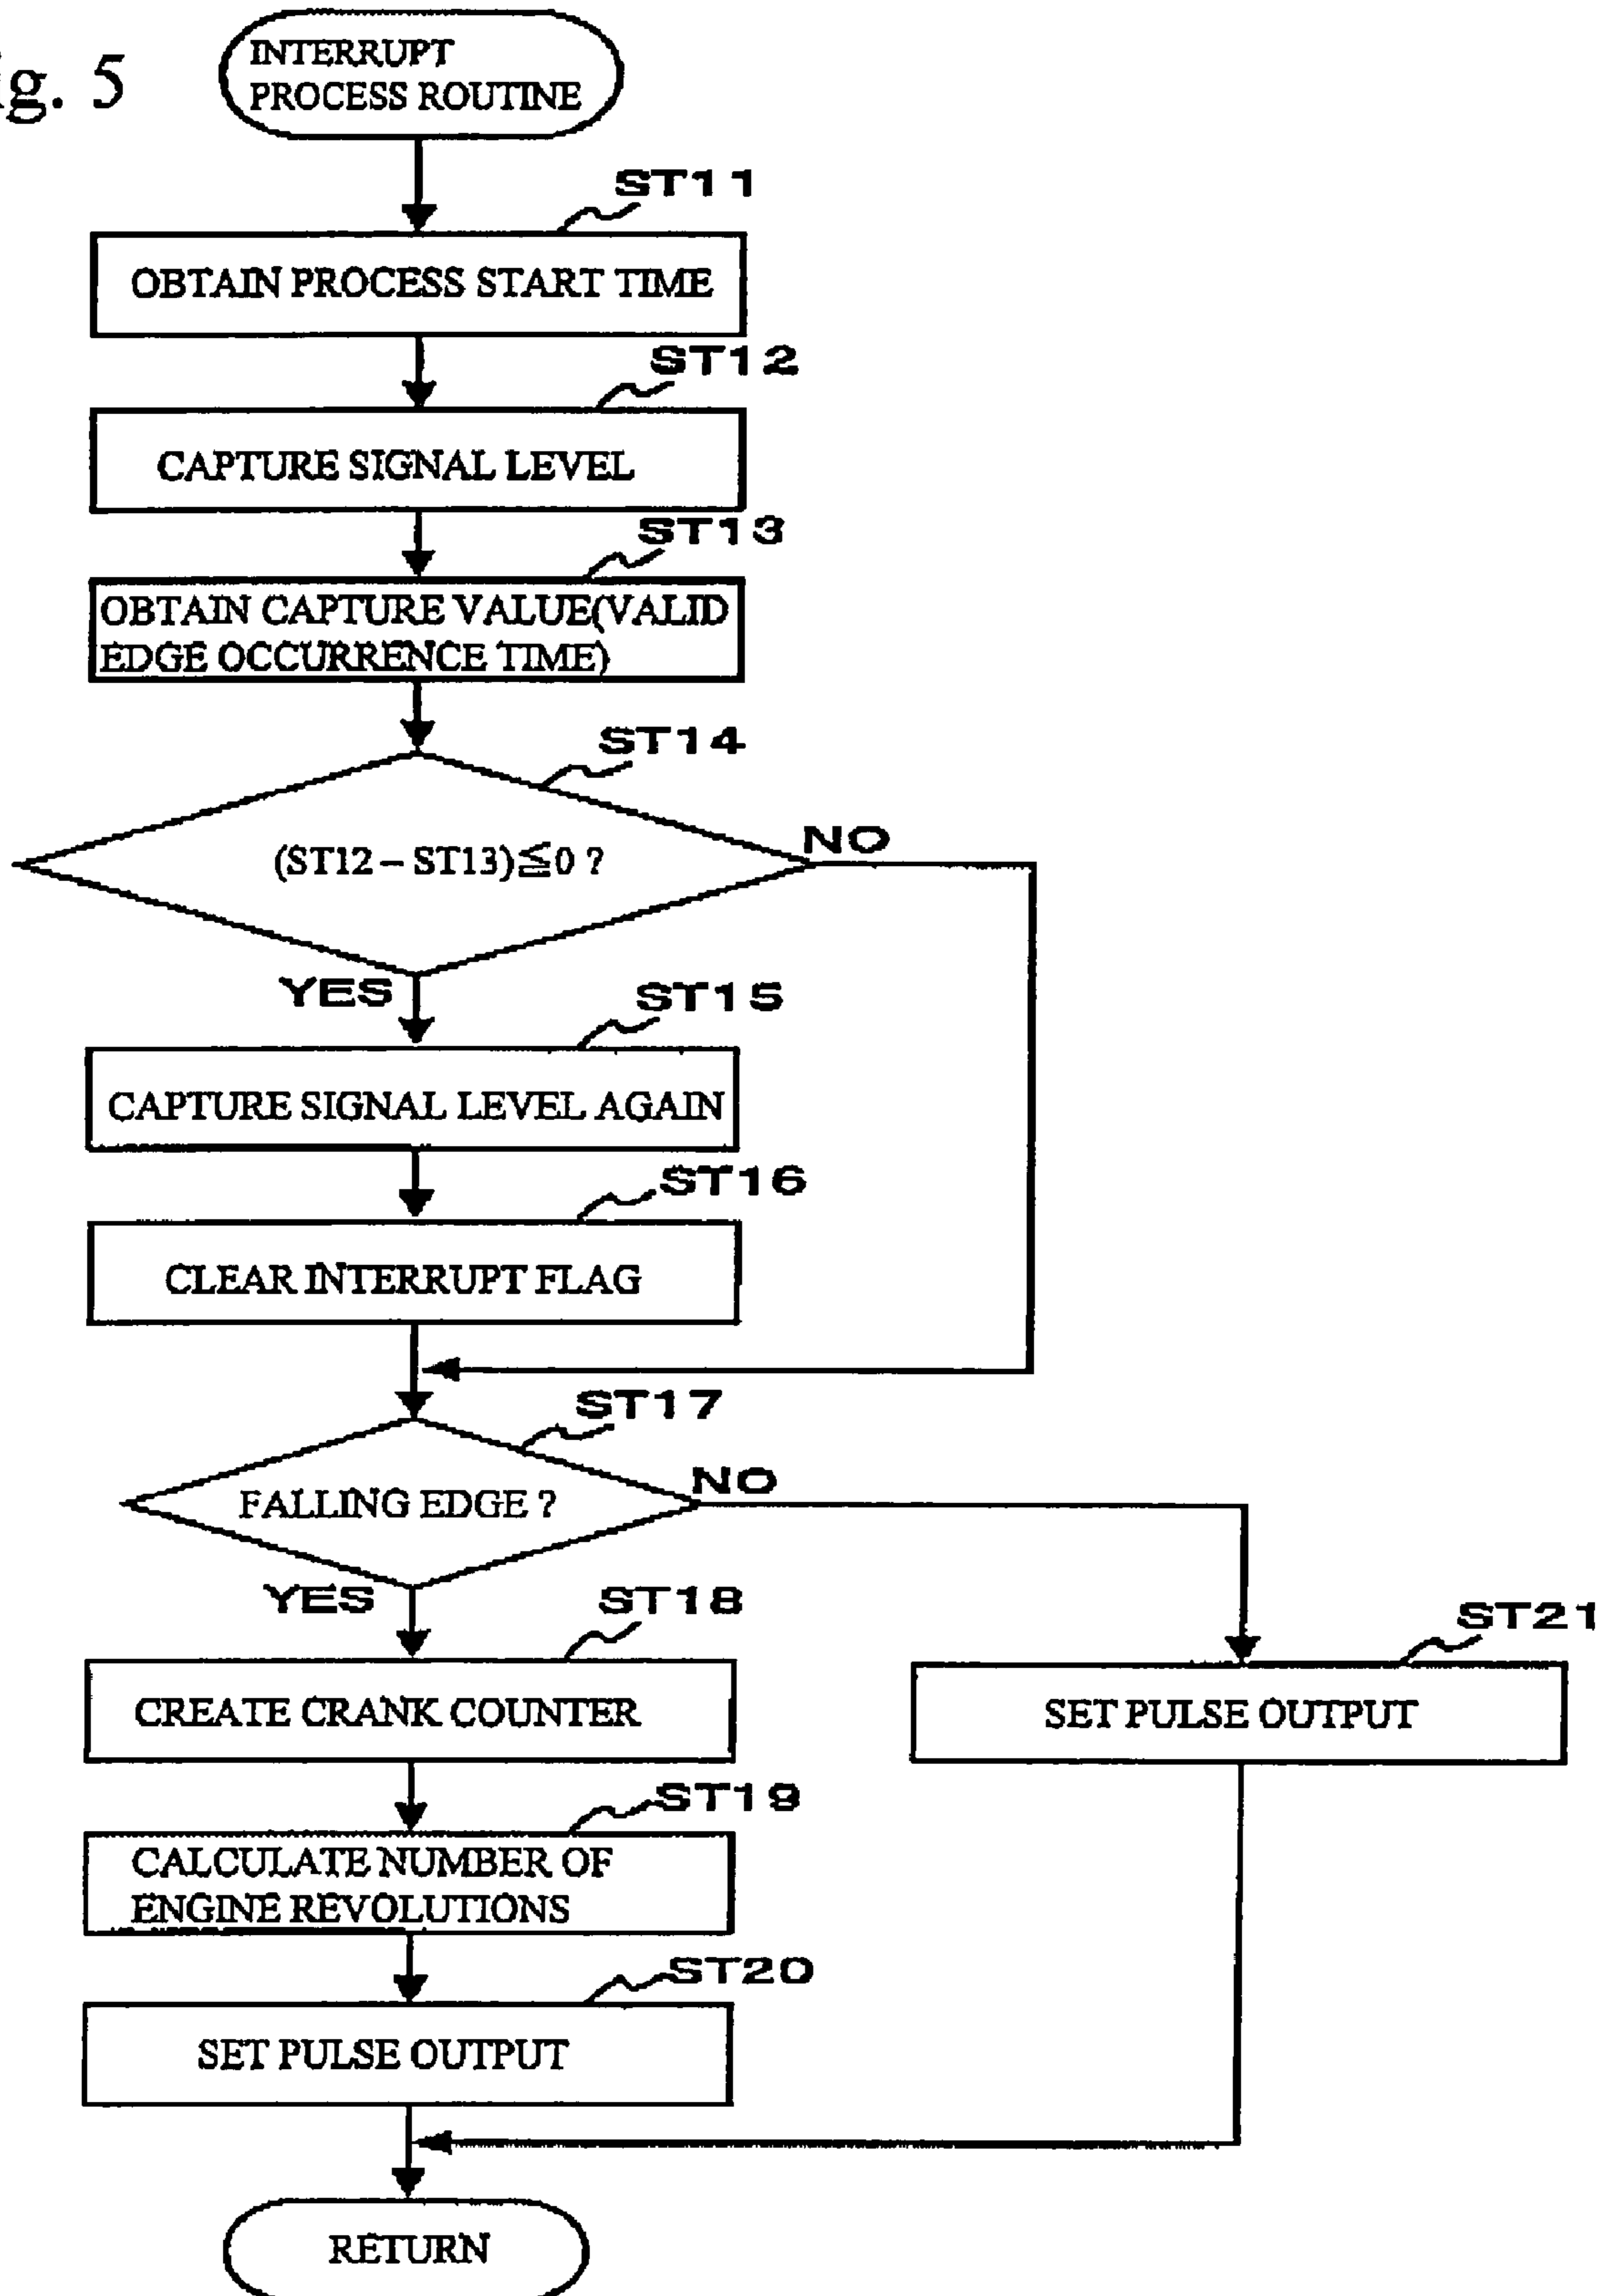 g. 5
INTERRUPT
PROCESS ROUTINE
ST11
OBTAIN PROCESS START TIME
ST12
CAPTURE SIGNAL LEVEL
ST13
OBTAIN CAPTURE VALUE(VALID
EDGE OCCURRENCE TIME)
ST14
(ST12 – ST13)≦0 ?
NO
YES
ST15
CAPTURE SIGNAL LEVEL AGAIN
ST16
CLEAR INTERRUPT FLAG
ST17
FALLING EDGE ?
NO
YES
ST18
CREATE CRANK COUNTER
ST21
SET PULSE OUTPUT
ST19
CALCULATE NUMBER OF
ENGINE REVOLUTIONS
ST20
SET PULSE OUTPUT
RETURN